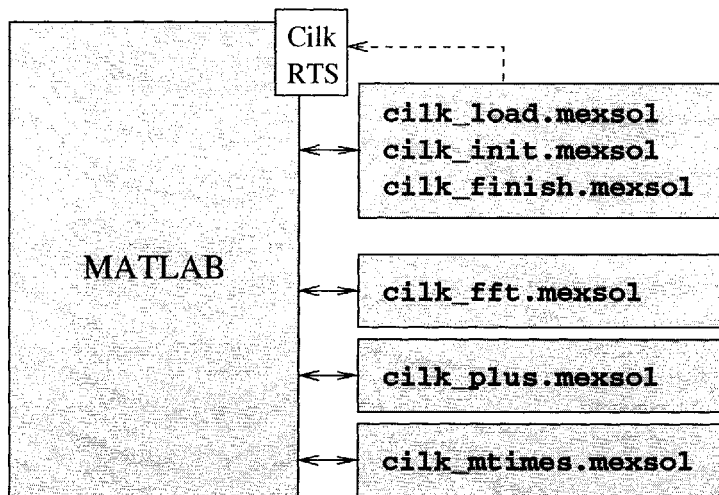 Cilk
RTS
cilk_load.mexsol
cilk_init.mexsol
cilk_finish.mexsol
MATLAB
cilk_fft.mexsol
cilk_plus.mexsol
cilk_mtimes.mexsol